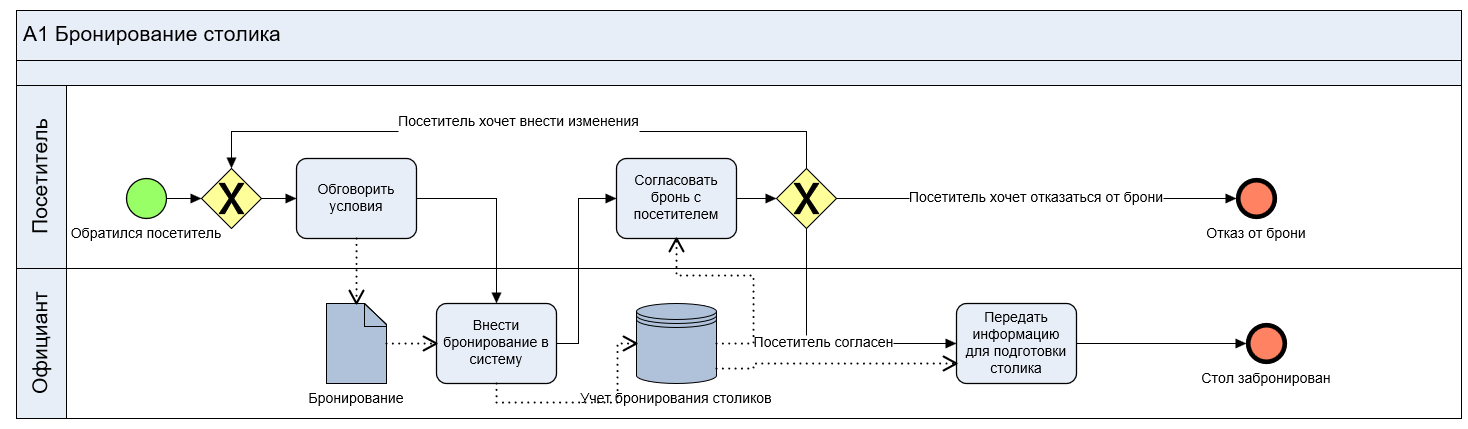 A1 Бронирование столика
Посетитель
Посетитель хочет внести изменения
Обговорить
условия
Согласовать
бронь с
посетителем
Посетитель хочет отказаться от брони
Обратился посетитель
Отказ от брони
Официант
Внести
бронирование в
систему
Посетитель согласен
Передать
информацию
для подготовки
столика
Бронирование
Учет бронирования столиков
Стол забронирован